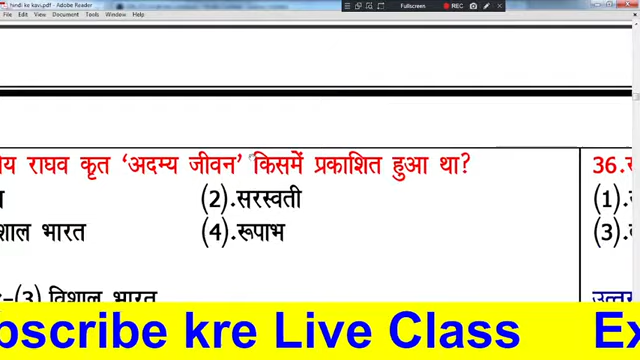 hindi ke kavi.pdf - Adobe Reader
File Edit View Document Tools Window Help
Fullscreen REC
राघव कृत ‘अदम्य जीवन’ किसमें प्रकाशित हुआ था?
(2).सरस्वती
भारत
(4).रूपाभ
(3).विशाल भारत
36.
(1).
(3).
bscribe kre Live Class